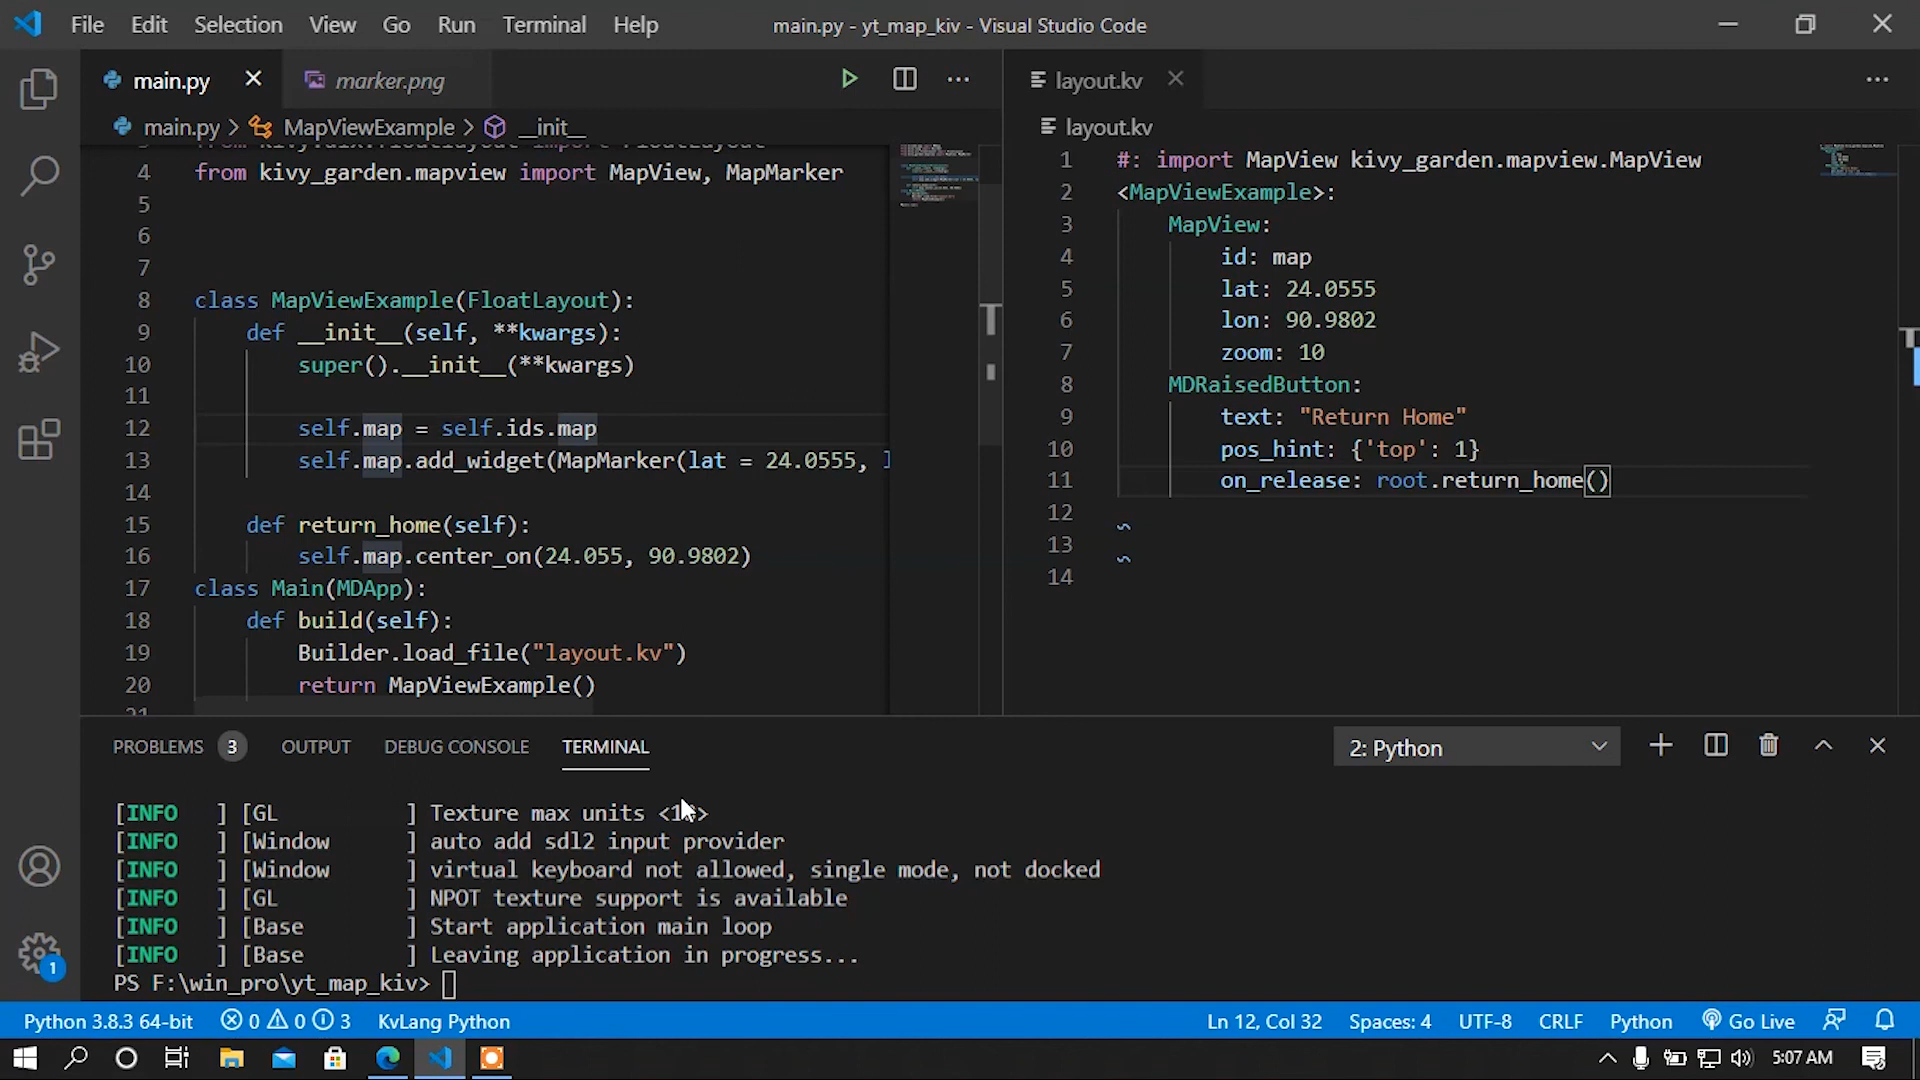 File Edit Selection View Go Run Terminal Help
main.py - yt_map_kiv - Visual Studio Code
main.py
marker.png
main.py > MapViewExample > __init__
4 from kivy_garden.mapview import MapView, MapMarker
5
6
7
8 class MapViewExample(FloatLayout):
9 def __init__(self, **kwargs):
10 super().__init__(**kwargs)
11
12 self.map = self.ids.map
13 self.map.add_widget(MapMarker(lat = 24.0555,
14
15 def return_home(self):
16 self.map.center_on(24.055, 90.9802)
17 class Main(MDApp):
18 def build(self):
19 Builder.load_file("layout.kv")
20 return MapViewExample()
21
layout.kv
layout.kv
1 #: import MapView kivy_garden.mapview.MapView
2 <MapViewExample>:
3 MapView:
4 id: map
5 lat: 24.0555
6 lon: 90.9802
7 zoom: 10
8 MDRaisedButton:
9 text: "Return Home"
10 pos_hint: {'top': 1}
11 on_release: root.return_home()
12
13
14
PROBLEMS 3 OUTPUT DEBUG CONSOLE TERMINAL
2: Python
[INFO ] [GL ] Texture max units
[INFO ] [Window ] auto add sdl2 input provider
[INFO ] [Window ] virtual keyboard not allowed, single mode, not docked
[INFO ] [GL ] NPOT texture support is available
[INFO ] [Base ] Start application main loop
[INFO ] [Base ] Leaving application in progress...
PS F:\win_pro\yt_map_kiv>
1
Python 3.8.3 64-bit 0 0 3 KvLang Python
Ln 12, Col 32 Spaces: 4 UTF-8 CRLF Python Go Live
5:07 AM